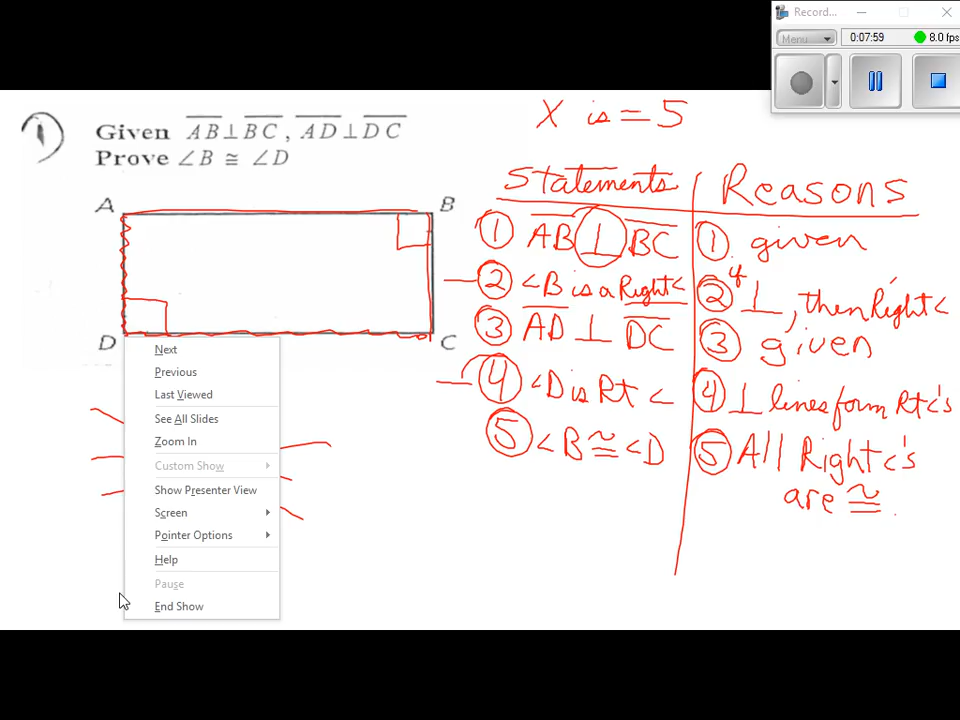 Record...
Menu
0:07:59
8.0 fps
X is = 5
1)
Given AB ⊥ BC, AD ⊥ DC
Prove ∠B ≅ ∠D
A
B
D
C
Statements | Reasons
① AB ⊥ BC | ① given
② <B is a Right< | ② if ⊥, then Right <
③ AD ⊥ DC | ③ given
④ <D is Rt < | ④ ⊥ lines form Rt <'s
⑤ <B ≅ <D | ⑤ All Right <'s
are ≅.
Next
Previous
Last Viewed
See All Slides
Zoom In
Custom Show
Show Presenter View
Screen
Pointer Options
Help
Pause
End Show